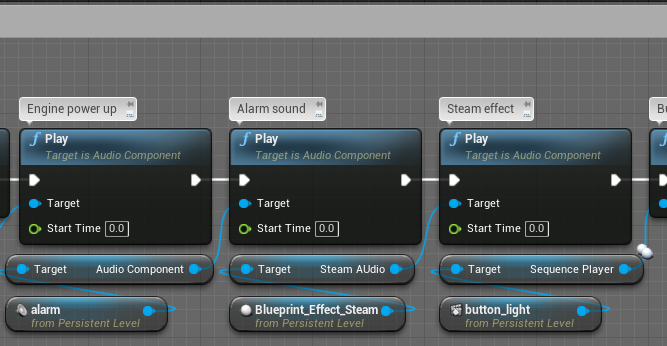 Engine power up
Alarm sound
Steam effect
f Play
Target is Audio Component
f Play
Target is Audio Component
f Play
Target is Audio Component
f
Target
Target
Target
Start Time 0.0
Start Time 0.0
Start Time 0.0
Target Audio Component
Target Steam AUdio
Target Sequence Player
alarm
from Persistent Level
Blueprint_Effect_Steam
from Persistent Level
button_light
from Persistent Level